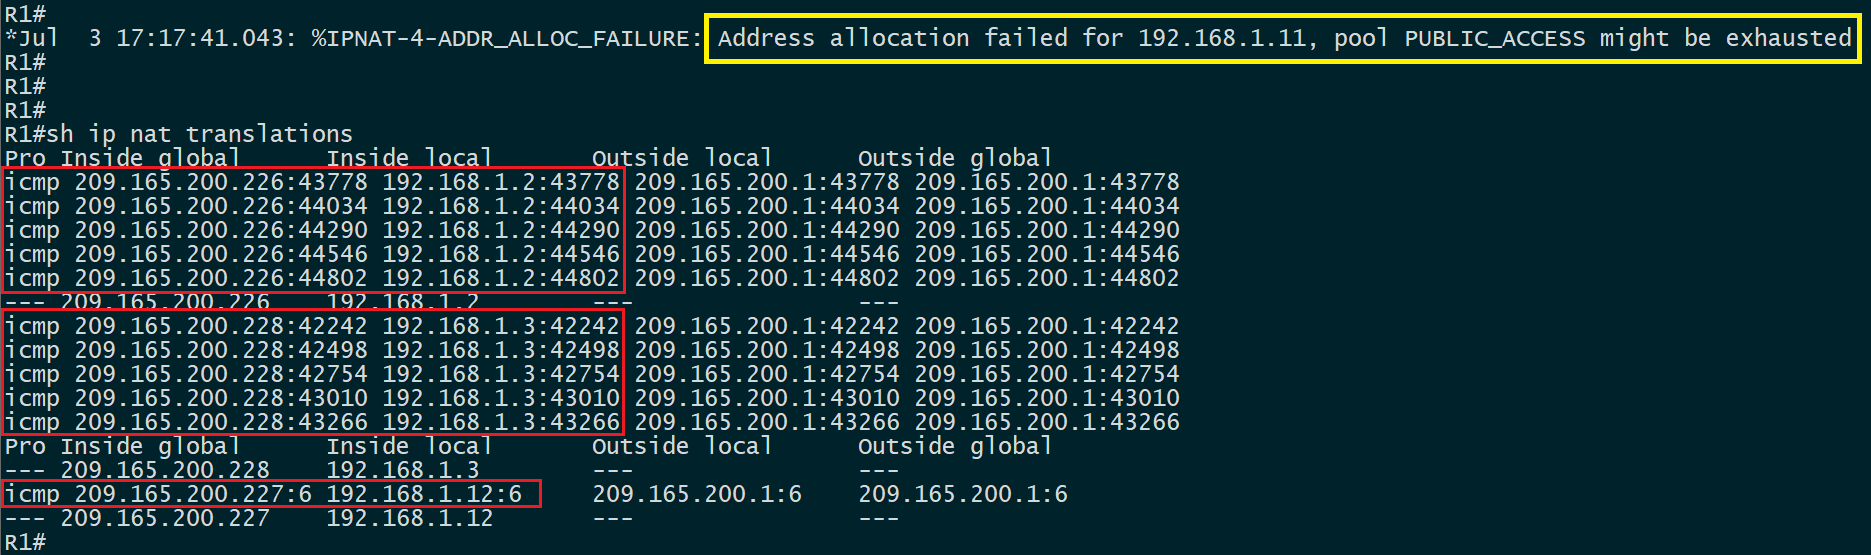 R1#
*Jul  3 17:17:41.043: %IPNAT-4-ADDR_ALLOC_FAILURE: Address allocation failed for 192.168.1.11, pool PUBLIC_ACCESS might be exhausted
R1#
R1#
R1#
R1#sh ip nat translations
Pro Inside global      Inside local       Outside local      Outside global
icmp 209.165.200.226:43778 192.168.1.2:43778 209.165.200.1:43778 209.165.200.1:43778
icmp 209.165.200.226:44034 192.168.1.2:44034 209.165.200.1:44034 209.165.200.1:44034
icmp 209.165.200.226:44290 192.168.1.2:44290 209.165.200.1:44290 209.165.200.1:44290
icmp 209.165.200.226:44546 192.168.1.2:44546 209.165.200.1:44546 209.165.200.1:44546
icmp 209.165.200.226:44802 192.168.1.2:44802 209.165.200.1:44802 209.165.200.1:44802
--- 209.165.200.226    192.168.1.2        ---                ---
icmp 209.165.200.228:42242 192.168.1.3:42242 209.165.200.1:42242 209.165.200.1:42242
icmp 209.165.200.228:42498 192.168.1.3:42498 209.165.200.1:42498 209.165.200.1:42498
icmp 209.165.200.228:42754 192.168.1.3:42754 209.165.200.1:42754 209.165.200.1:42754
icmp 209.165.200.228:43010 192.168.1.3:43010 209.165.200.1:43010 209.165.200.1:43010
icmp 209.165.200.228:43266 192.168.1.3:43266 209.165.200.1:43266 209.165.200.1:43266
Pro Inside global      Inside local       Outside local      Outside global
--- 209.165.200.228    192.168.1.3        ---                ---
icmp 209.165.200.227:6 192.168.1.12:6     209.165.200.1:6    209.165.200.1:6
--- 209.165.200.227    192.168.1.12       ---                ---
R1#